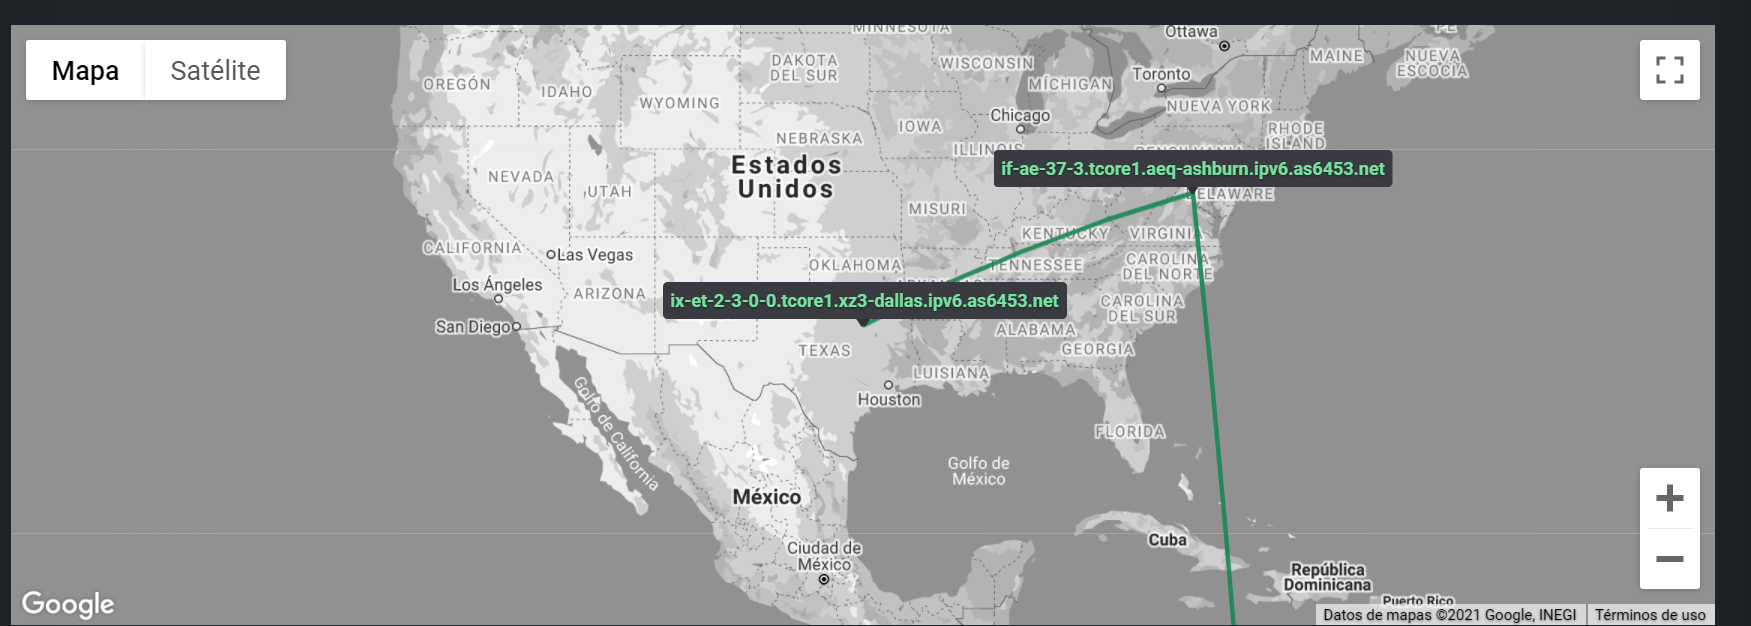 Mapa
Satélite
MINNESOTA
Ottawa
PE
OREGÓN
IDAHO
DAKOTA
DEL SUR
WISCONSIN
MÍCHIGAN
Toronto
MAINE
NUEVA
ESCOCIA
WYOMING
NUEVA YORK
Chicago
IOWA
NEBRASKA
RHODE
ISLAND
ILLINOIS
Estados
Unidos
if-ae-37-3.tcore1.aeq-ashburn.ipv6.as6453.net
NEVADA
UTAH
DELAWARE
MISURI
KENTUCKY
VIRGINIA
CALIFORNIA
Las Vegas
OKLAHOMA
TENNESSEE
CAROLINA
DEL NORTE
Los Ángeles
ARIZONA
ix-et-2-3-0-0.tcore1.xz3-dallas.ipv6.as6453.net
CAROLINA
DEL SUR
San Diego
ALABAMA
TEXAS
GEORGIA
LUISIANA
Houston
Golfo de California
FLORIDA
Golfo de
México
México
Cuba
Ciudad de
México
República
Dominicana
Puerto Rico
Google
Datos de mapas ©2021 Google, INEGI
Términos de uso